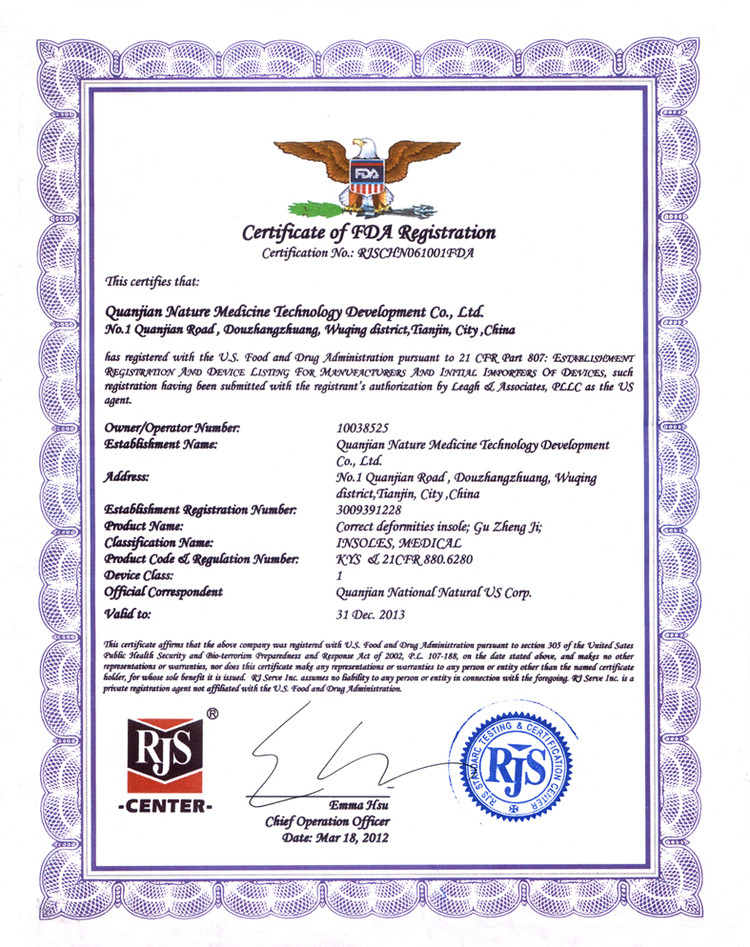 FDA
Certificate of FDA Registration
Certification No.: RJSCHN061001FDA
This certifies that:
Quanjian Nature Medicine Technology Development Co., Ltd.
No.1 Quanjian Road , Douzhangzhuang, Wuqing district,Tianjin, City ,China
has registered with the U.S. Food and Drug Administration pursuant to 21 CFR Part 807: ESTABLISHMENT
REGISTRATION AND DEVICE LISTING FOR MANUFACTURERS AND INITIAL IMPORTERS OF DEVICES, such
registration having been submitted with the registrant's authorization by Leagh & Associates, PLLC as the US
agent.
Owner/Operator Number: 10038525
Establishment Name: Quanjian Nature Medicine Technology Development
Co., Ltd.
Address: No.1 Quanjian Road , Douzhangzhuang, Wuqing
district,Tianjin, City ,China
Establishment Registration Number: 3009391228
Product Name: Correct deformities insole; Gu Zheng Ji;
Classification Name: INSOLES, MEDICAL
Product Code & Regulation Number: KYS & 21CFR 880.6280
Device Class: 1
Official Correspondent Quanjian National Natural US Corp.
Valid to: 31 Dec. 2013
This certificate affirms that the above company was registered with U.S. Food and Drug Administration pursuant to section 305 of the United Sates
Public Health Security and Bio-terrorism Preparedness and Response Act of 2002, P.L. 107-188, on the date stated above, and makes no other
representations or warranties, nor does this certificate make any representations or warranties to any person or entity other than the named certificate
holder, for whose sole benefit it is issued. RJ Serve Inc. assumes no liability to any person or entity in connection with the foregoing. RJ Serve Inc. is a
private registration agent not affiliated with the U.S. Food and Drug Administration.
RJS ®
-CENTER-
Emma Hsu
Chief Operation Officer
Date: Mar 18, 2012
RJS STANDARC TESTING & CERTIFICATION CENTER
RJS